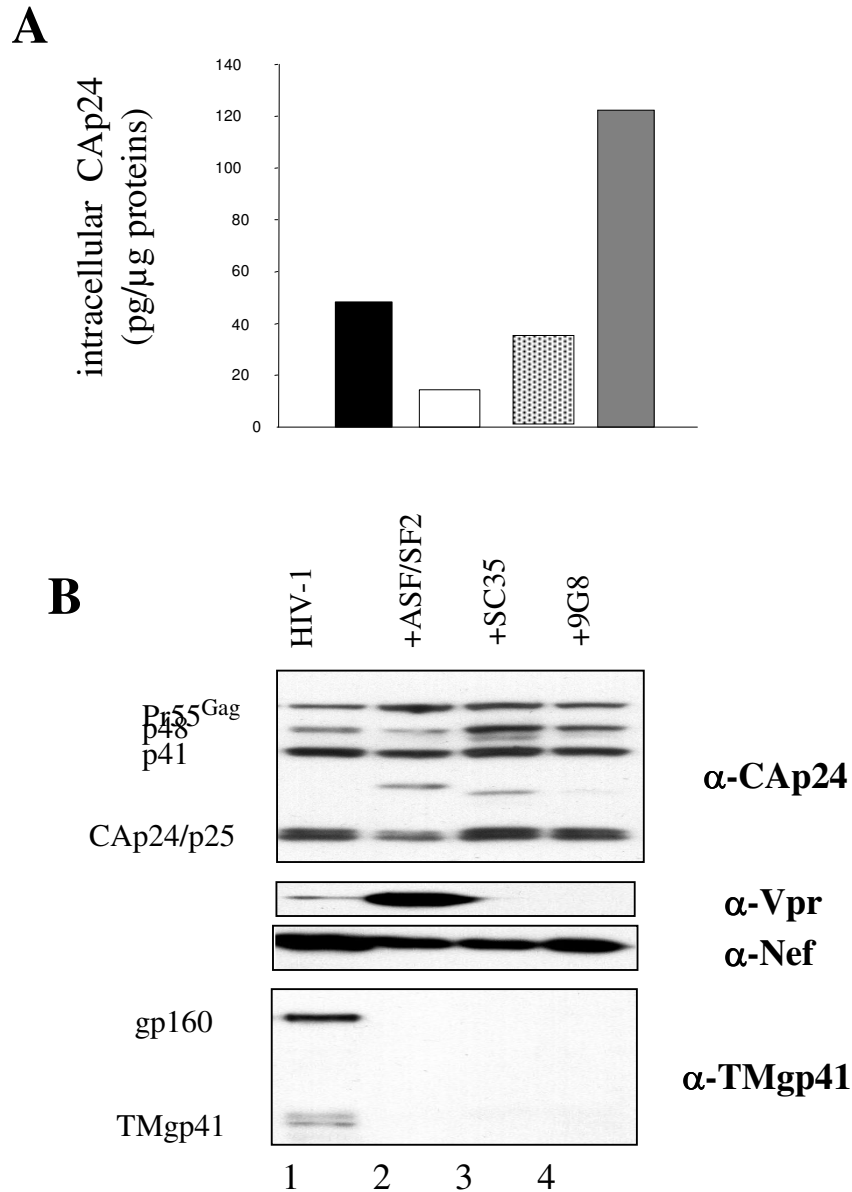 A
intracellular CAp24
(pg/µg proteins)
140
120
100
80
60
40
20
0
B
HIV-1
+ASF/SF2
+SC35
+9G8
Pr55Gag
p48
p41
CAp24/p25
α-CAp24
α-Vpr
α-Nef
gp160
TMgp41
α-TMgp41
1 2 3 4